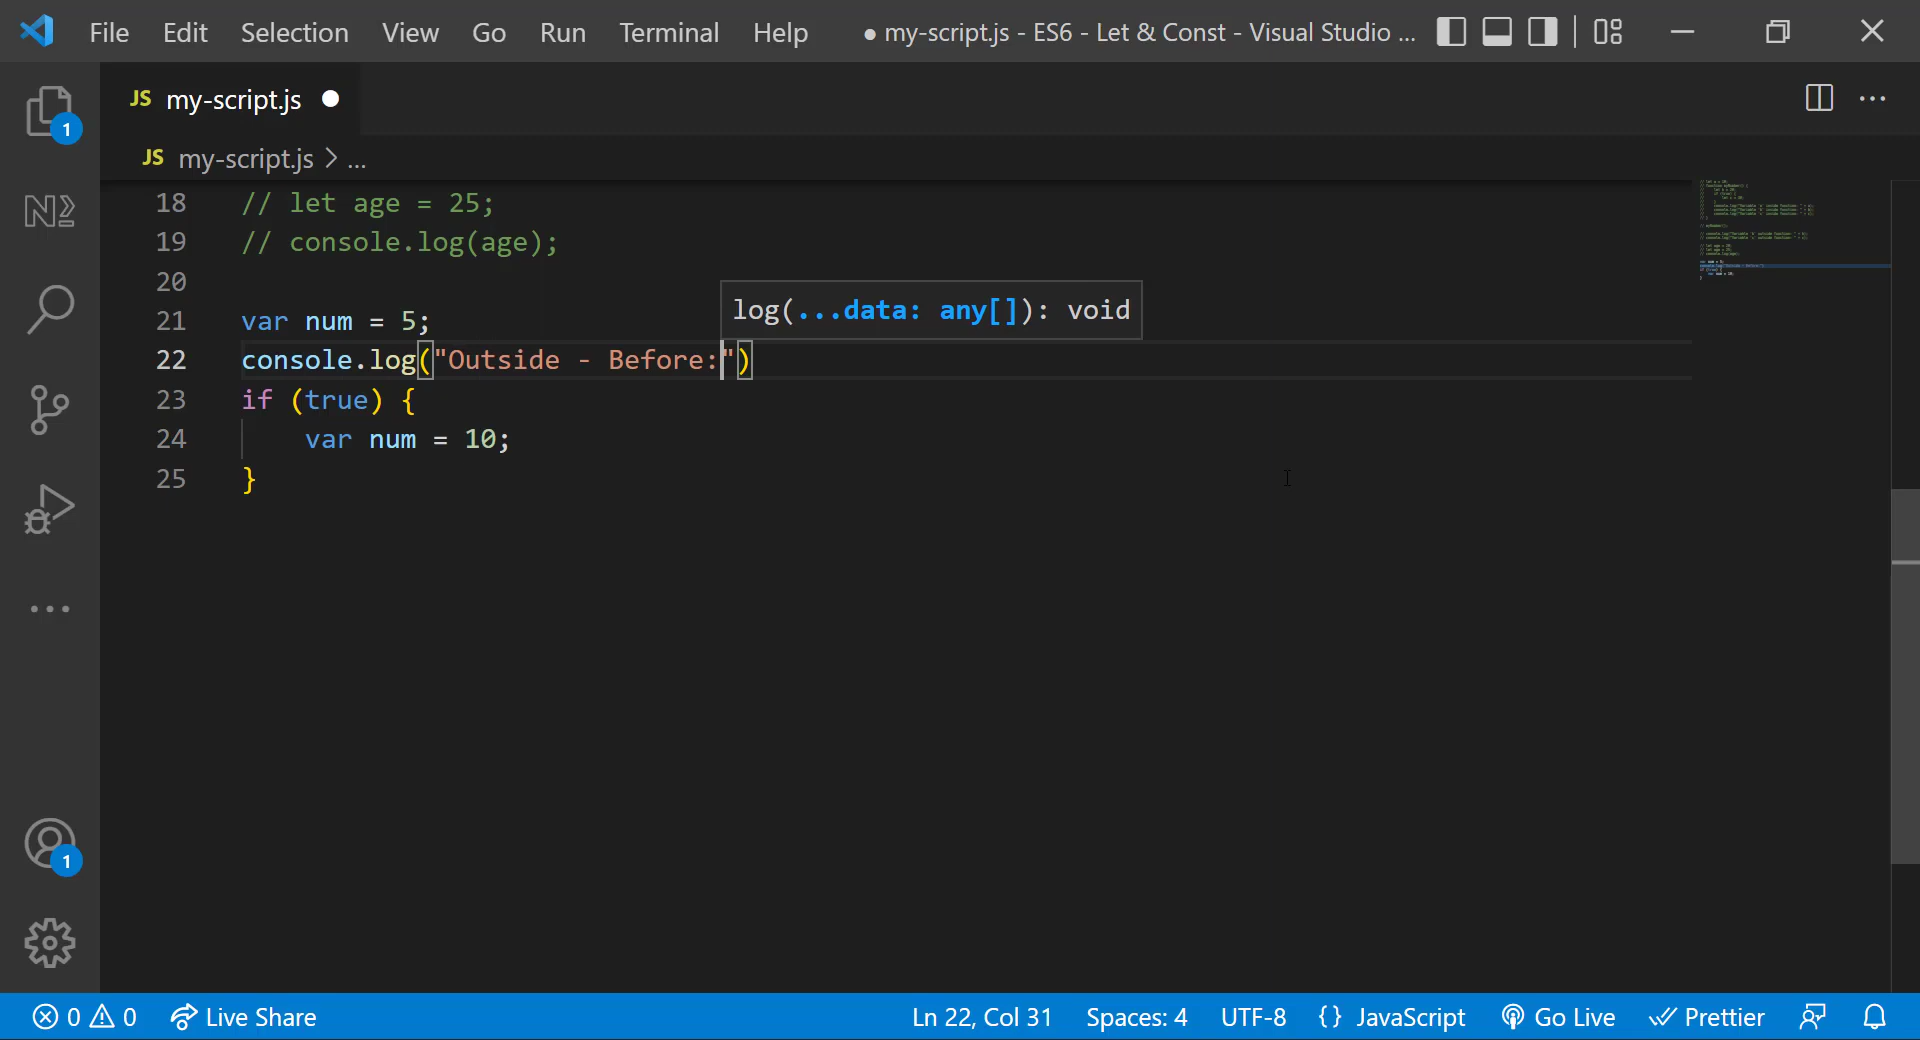 File Edit Selection View Go Run Terminal Help ● my-script.js - ES6 - Let & Const - Visual Studio ...
JS my-script.js ●
1
JS my-script.js > ...
18 // let age = 25;
19 // console.log(age);
20
log(...data: any[]): void
21 var num = 5;
22 console.log("Outside - Before:")
23 if (true) {
24 var num = 10;
25 }
1
0 0 Live Share Ln 22, Col 31 Spaces: 4 UTF-8 {} JavaScript Go Live Prettier